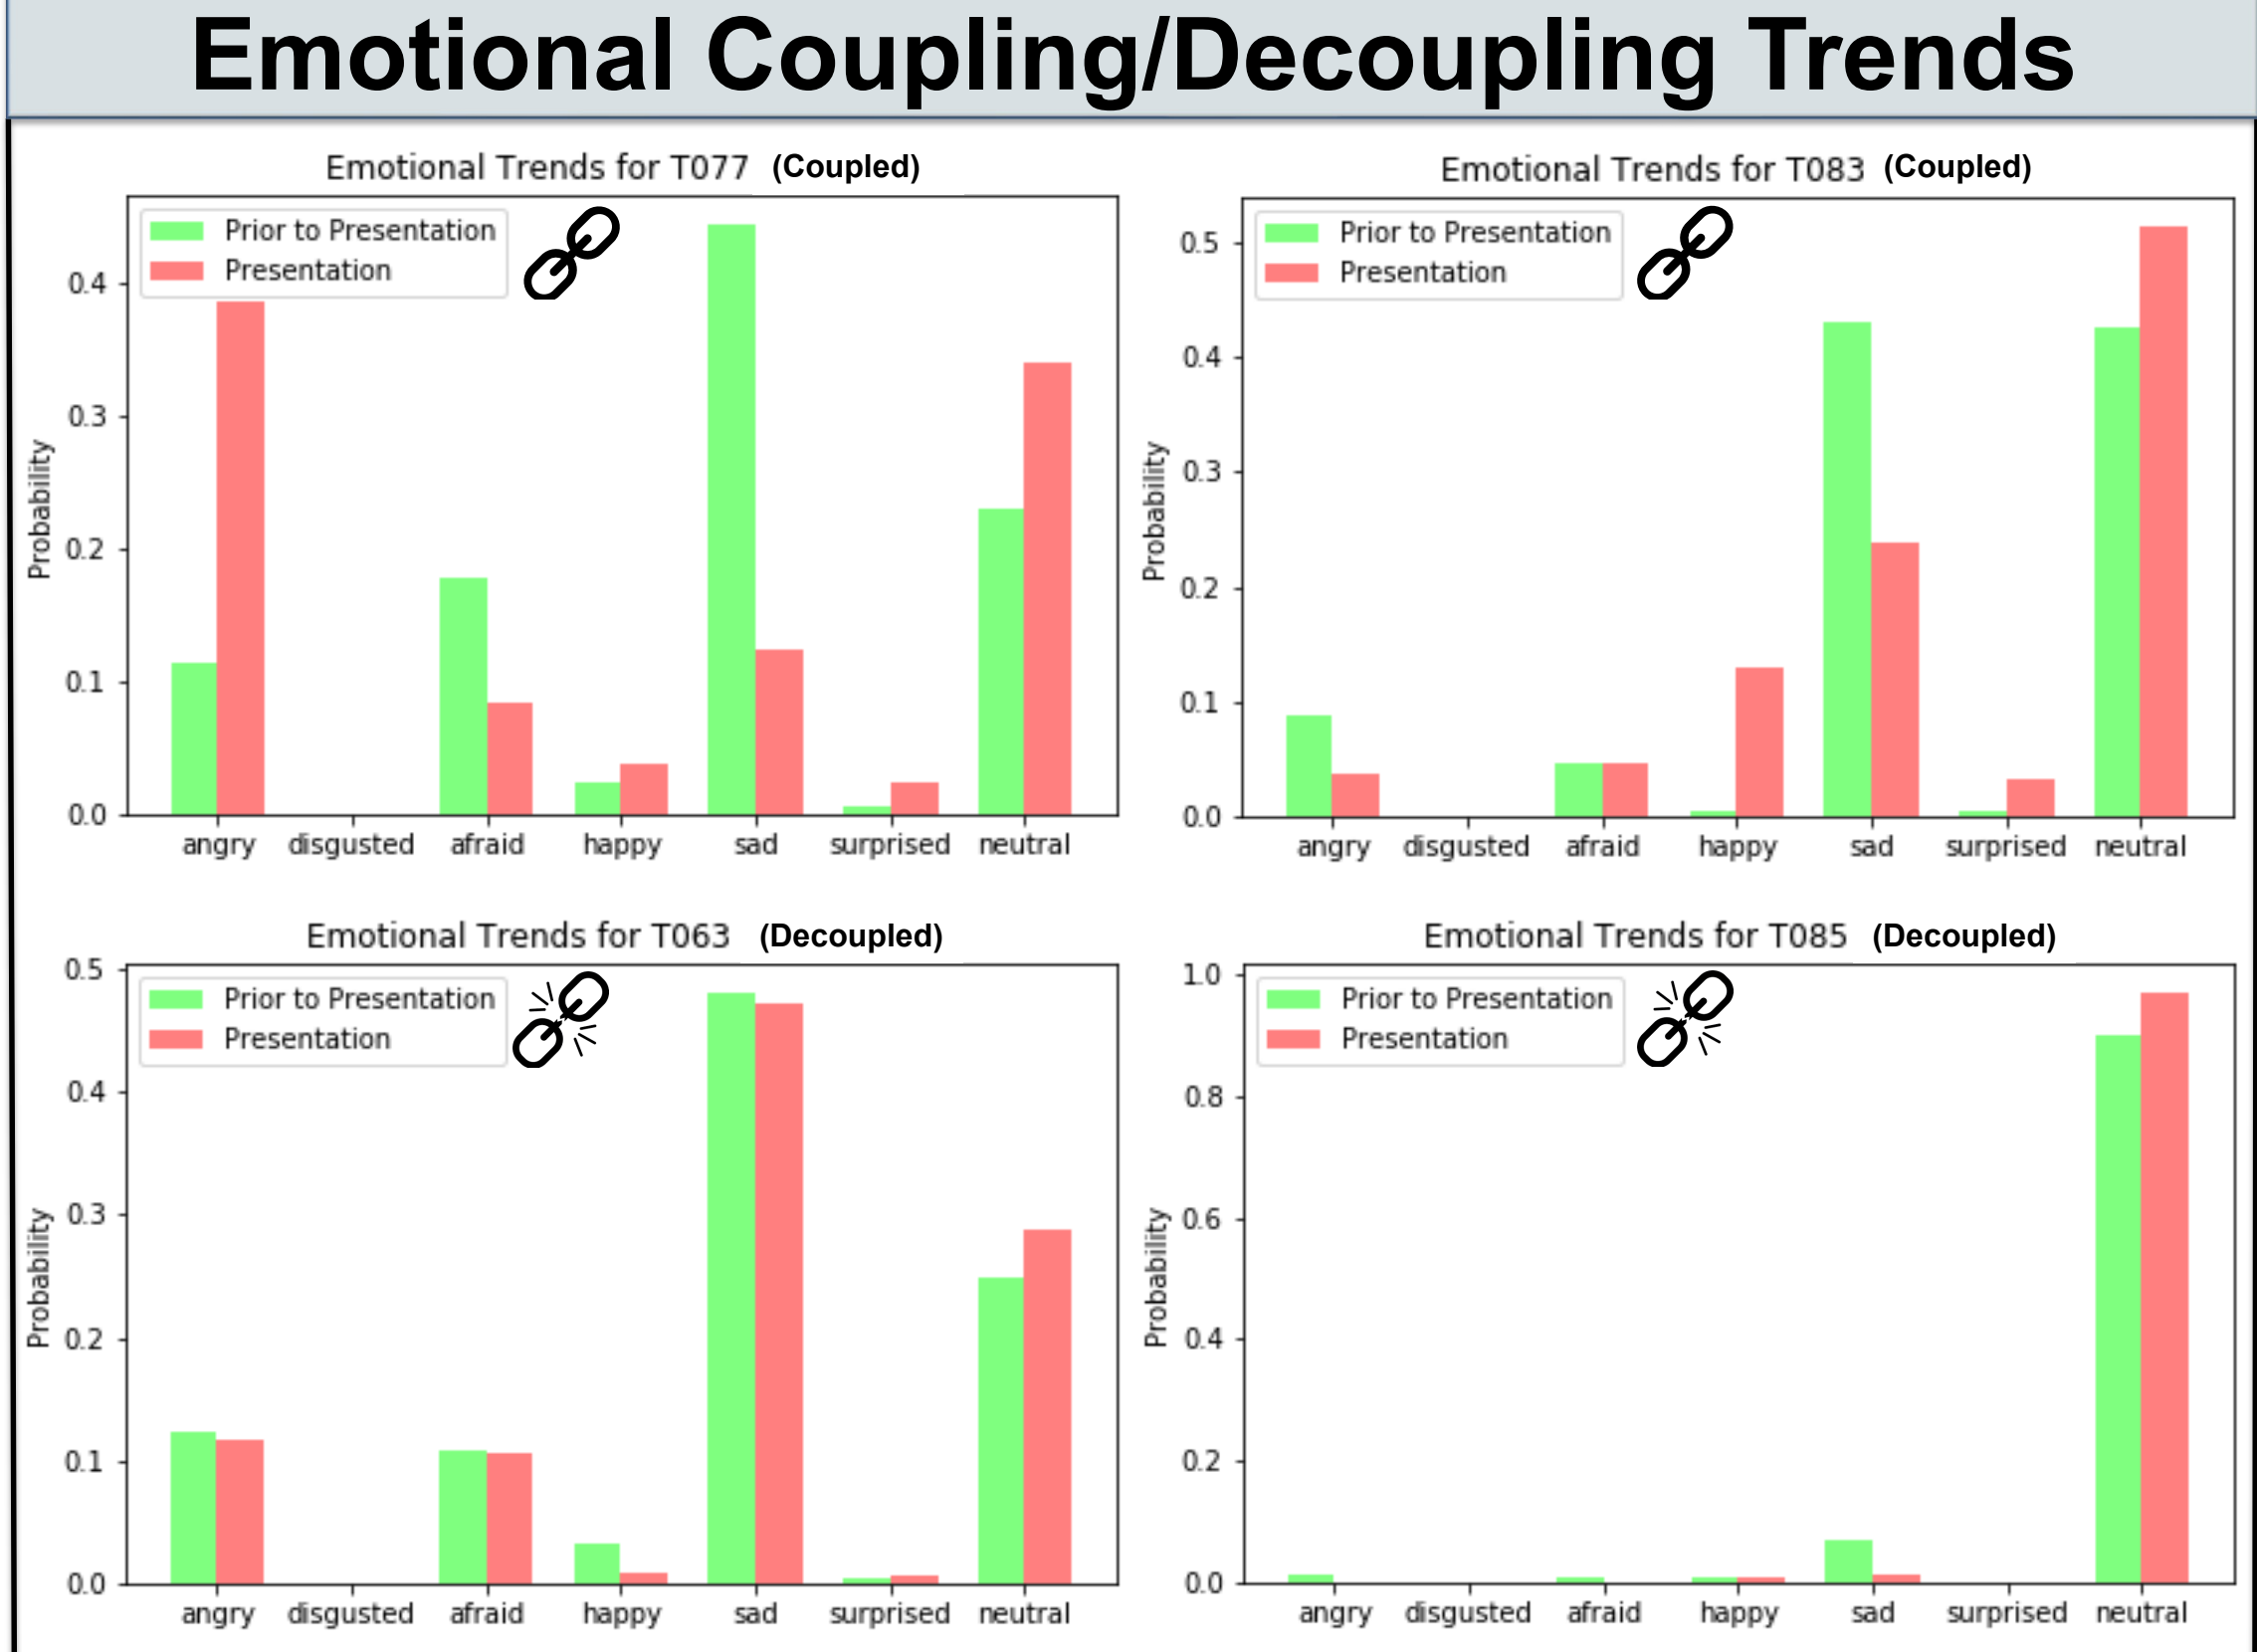 Emotional Coupling/Decoupling Trends
Emotional Trends for T077 (Coupled)
Prior to Presentation
Presentation
Probability
0.4
0.3
0.2
0.1
0.0
angry disgusted afraid happy sad surprised neutral
Emotional Trends for T083 (Coupled)
Prior to Presentation
Presentation
Probability
0.5
0.4
0.3
0.2
0.1
0.0
angry disgusted afraid happy sad surprised neutral
Emotional Trends for T063 (Decoupled)
Prior to Presentation
Presentation
Probability
0.5
0.4
0.3
0.2
0.1
0.0
angry disgusted afraid happy sad surprised neutral
Emotional Trends for T085 (Decoupled)
Prior to Presentation
Presentation
Probability
1.0
0.8
0.6
0.4
0.2
0.0
angry disgusted afraid happy sad surprised neutral